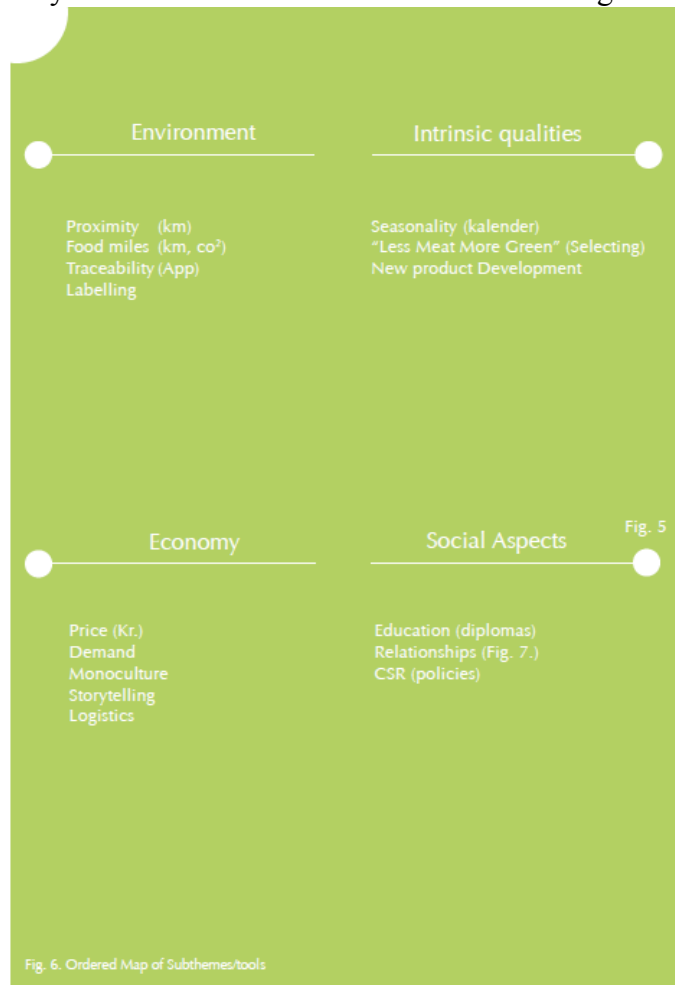 Environment
Proximity (km)
Food miles (km, co²)
Traceability (App)
Labelling
Intrinsic qualities
Seasonality (kalender)
“Less Meat More Green” (Selecting)
New product Development
Economy
Price (Kr.)
Demand
Monoculture
Storytelling
Logistics
Social Aspects
Fig. 5
Education (diplomas)
Relationships (Fig. 7.)
CSR (policies)
Fig. 6. Ordered Map of Subthemes/tools